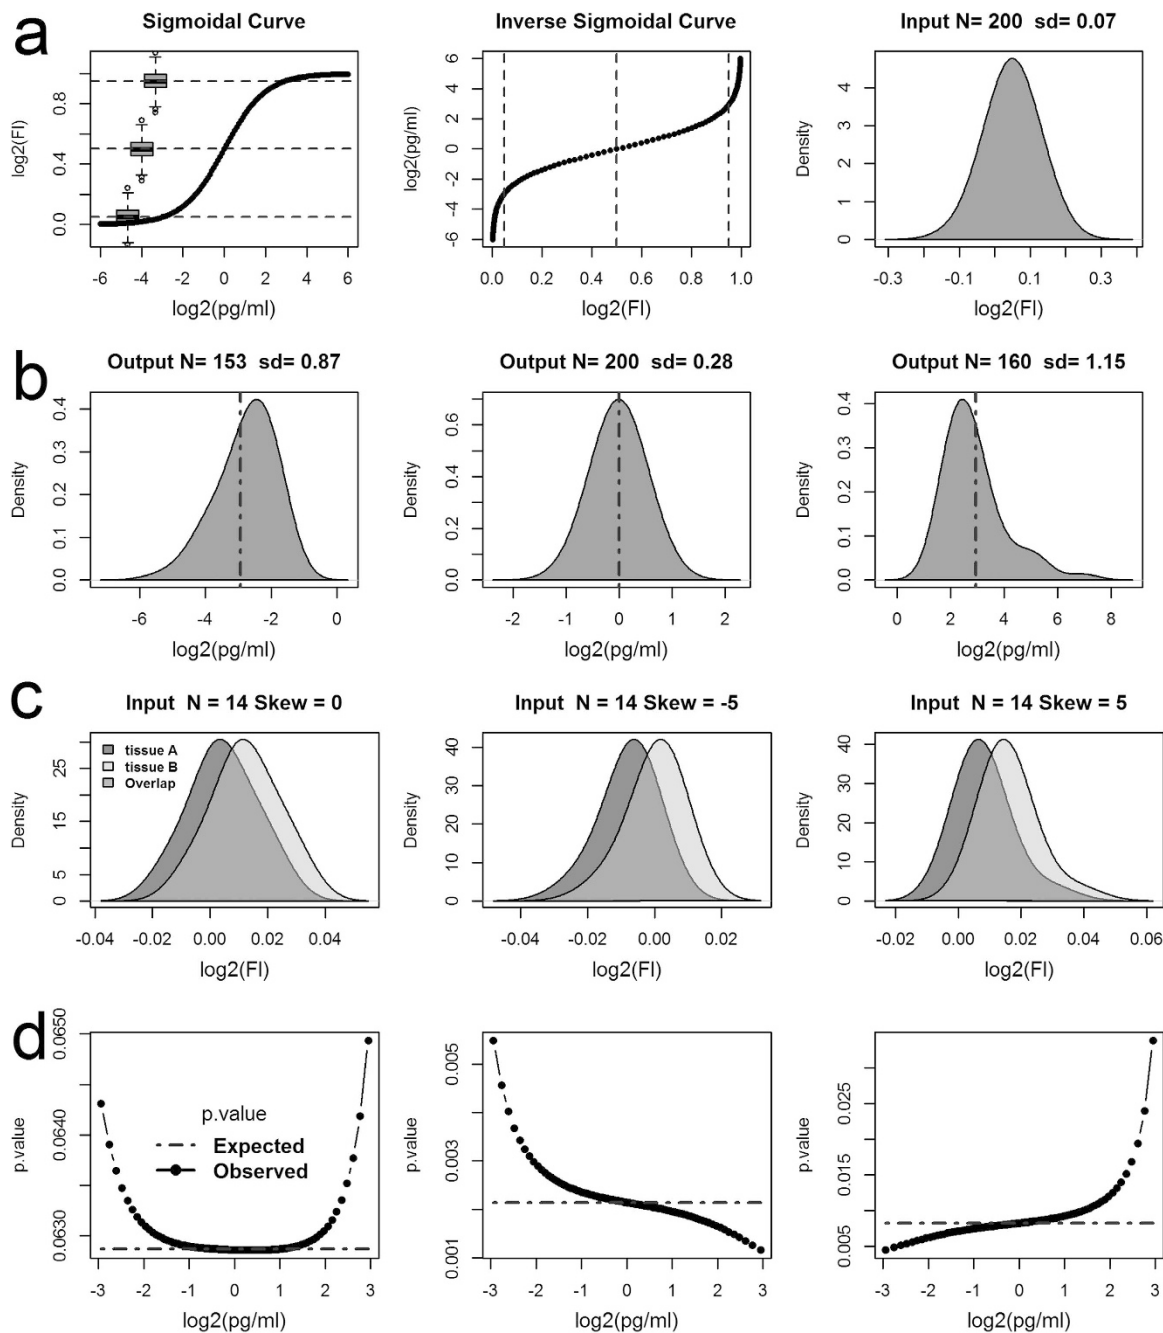 a
Sigmoidal Curve
Inverse Sigmoidal Curve
Input N= 200 sd= 0.07
log2(FI)
0.0 0.4 0.8
-6 -4 -2 0 2 4 6
log2(pg/ml)
log2(pg/ml)
-6 -4 -2 0 2 4 6
0.0 0.2 0.4 0.6 0.8 1.0
log2(FI)
Density
0 1 2 3 4
-0.3 -0.1 0.1 0.3
log2(FI)
b
Output N= 153 sd= 0.87
Output N= 200 sd= 0.28
Output N= 160 sd= 1.15
Density
0.0 0.1 0.2 0.3 0.4
-6 -4 -2 0
log2(pg/ml)
Density
0.0 0.2 0.4 0.6
-2 -1 0 1 2
log2(pg/ml)
Density
0.0 0.1 0.2 0.3 0.4
0 2 4 6 8
log2(pg/ml)
c
Input N = 14 Skew = 0
Input N = 14 Skew = -5
Input N = 14 Skew = 5
tissue A
tissue B
Overlap
Density
0 5 15 25
-0.04 -0.02 0.00 0.02 0.04
log2(FI)
Density
0 10 20 30 40
-0.04 -0.02 0.00 0.02
log2(FI)
Density
0 10 20 30 40
-0.02 0.00 0.02 0.04 0.06
log2(FI)
d
p.value
Expected
Observed
p.value
0.0630 0.0640 0.0650
-3 -2 -1 0 1 2 3
log2(pg/ml)
p.value
0.001 0.003 0.005
-3 -2 -1 0 1 2 3
log2(pg/ml)
p.value
0.005 0.015 0.025
-3 -2 -1 0 1 2 3
log2(pg/ml)